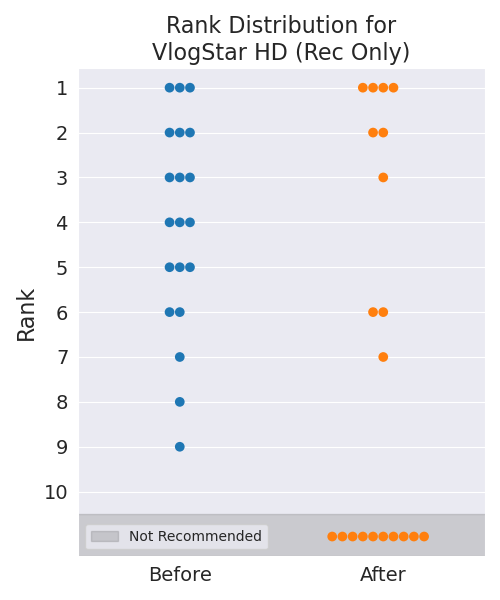 Rank Distribution for
VlogStar HD (Rec Only)
Rank
1
2
3
4
5
6
7
8
9
10
Not Recommended
Before
After